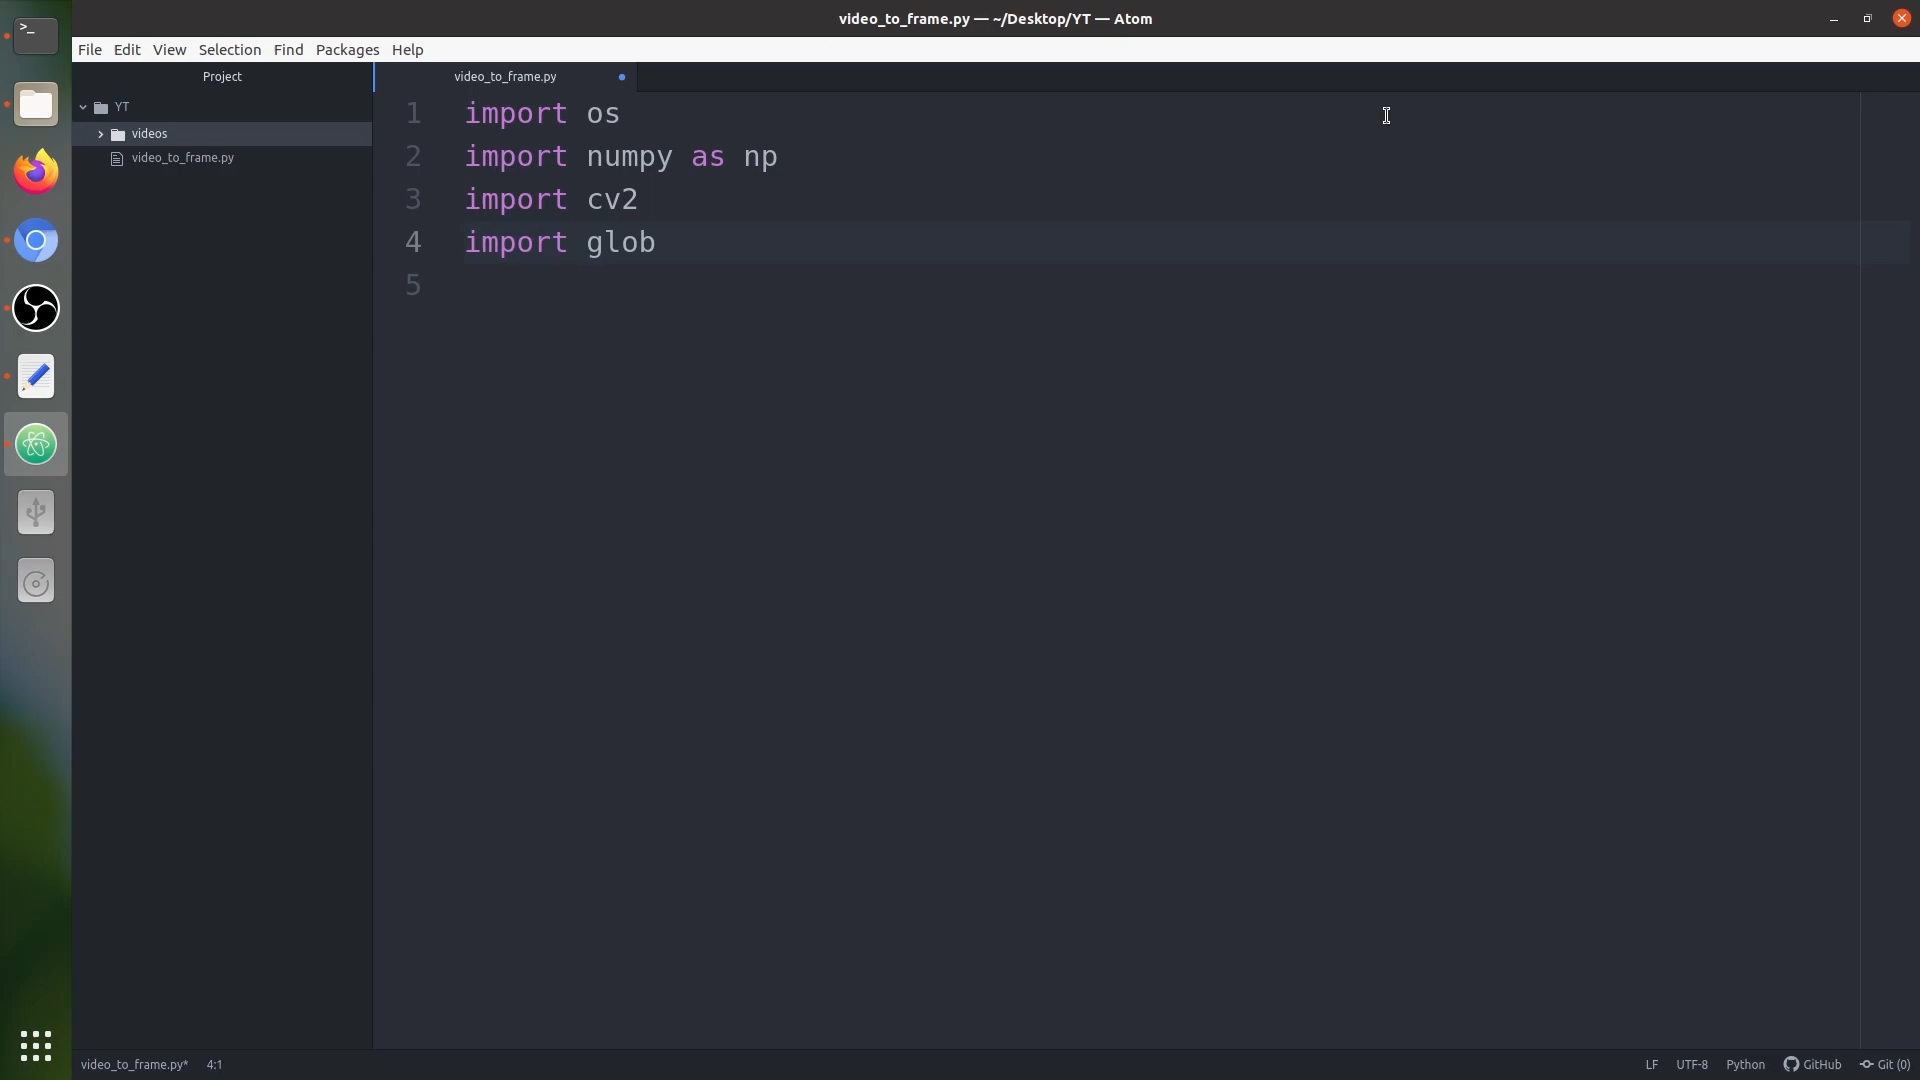 video_to_frame.py — ~/Desktop/YT — Atom
File Edit View Selection Find Packages Help
Project
video_to_frame.py
YT
videos
video_to_frame.py
1 import os
2 import numpy as np
3 import cv2
4 import glob
5
video_to_frame.py* 4:1
LF UTF-8 Python GitHub Git (0)